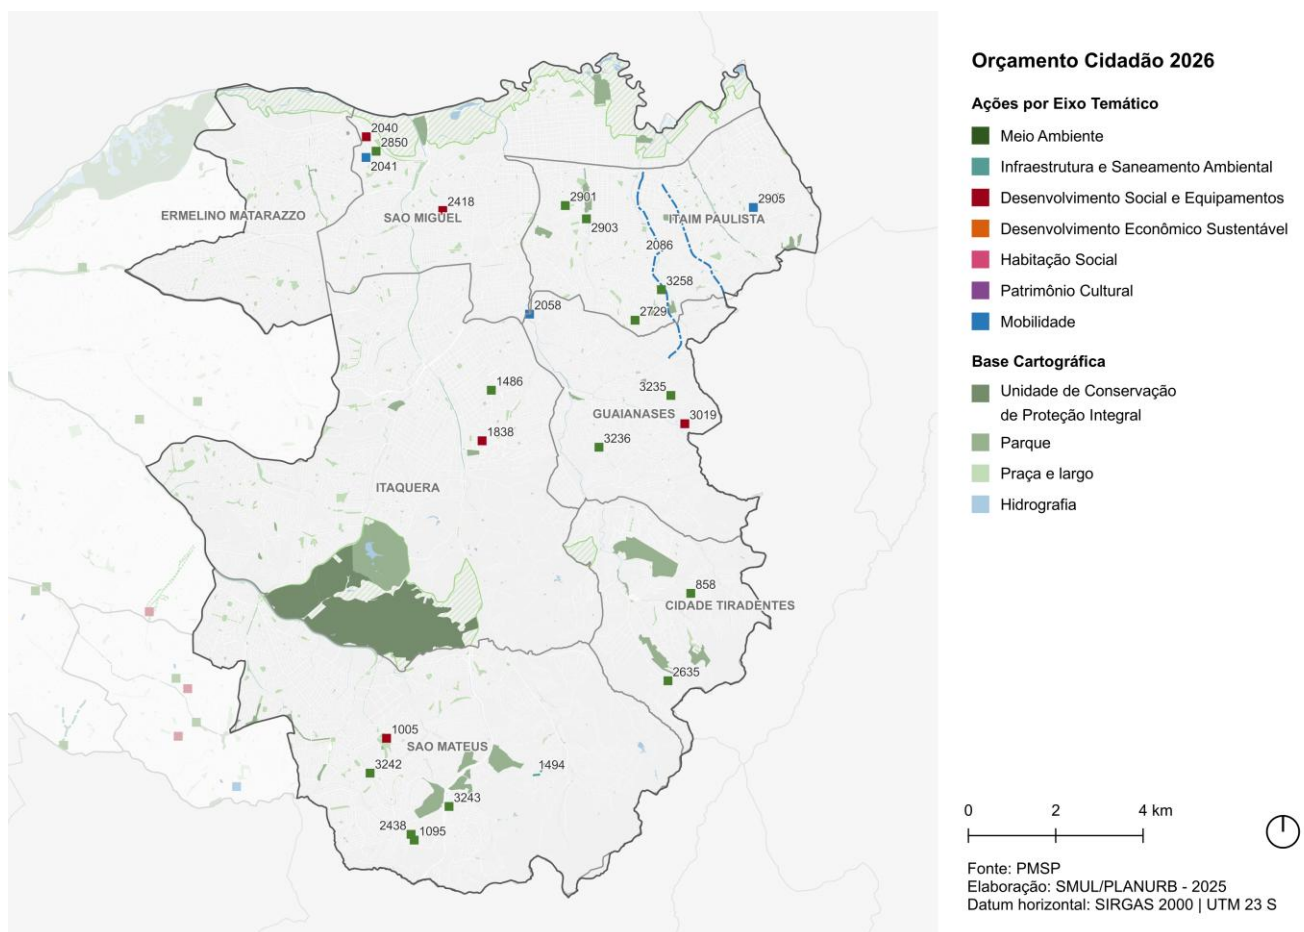 2040
2850
2041
2418
ERMELINO MATARAZZO
SAO MIGUEL
2901
2903
ITAIM PAULISTA
2905
2086
3258
2729
2058
1486
1838
3235
GUAIANASES
3019
3236
ITAQUERA
858
CIDADE TIRADENTES
2635
1005
SAO MATEUS
3242
1494
3243
2438
1095
Orçamento Cidadão 2026
Ações por Eixo Temático
Meio Ambiente
Infraestrutura e Saneamento Ambiental
Desenvolvimento Social e Equipamentos
Desenvolvimento Econômico Sustentável
Habitação Social
Patrimônio Cultural
Mobilidade
Base Cartográfica
Unidade de Conservação
de Proteção Integral
Parque
Praça e largo
Hidrografia
0 2 4 km
Fonte: PMSP
Elaboração: SMUL/PLANURB - 2025
Datum horizontal: SIRGAS 2000 | UTM 23 S